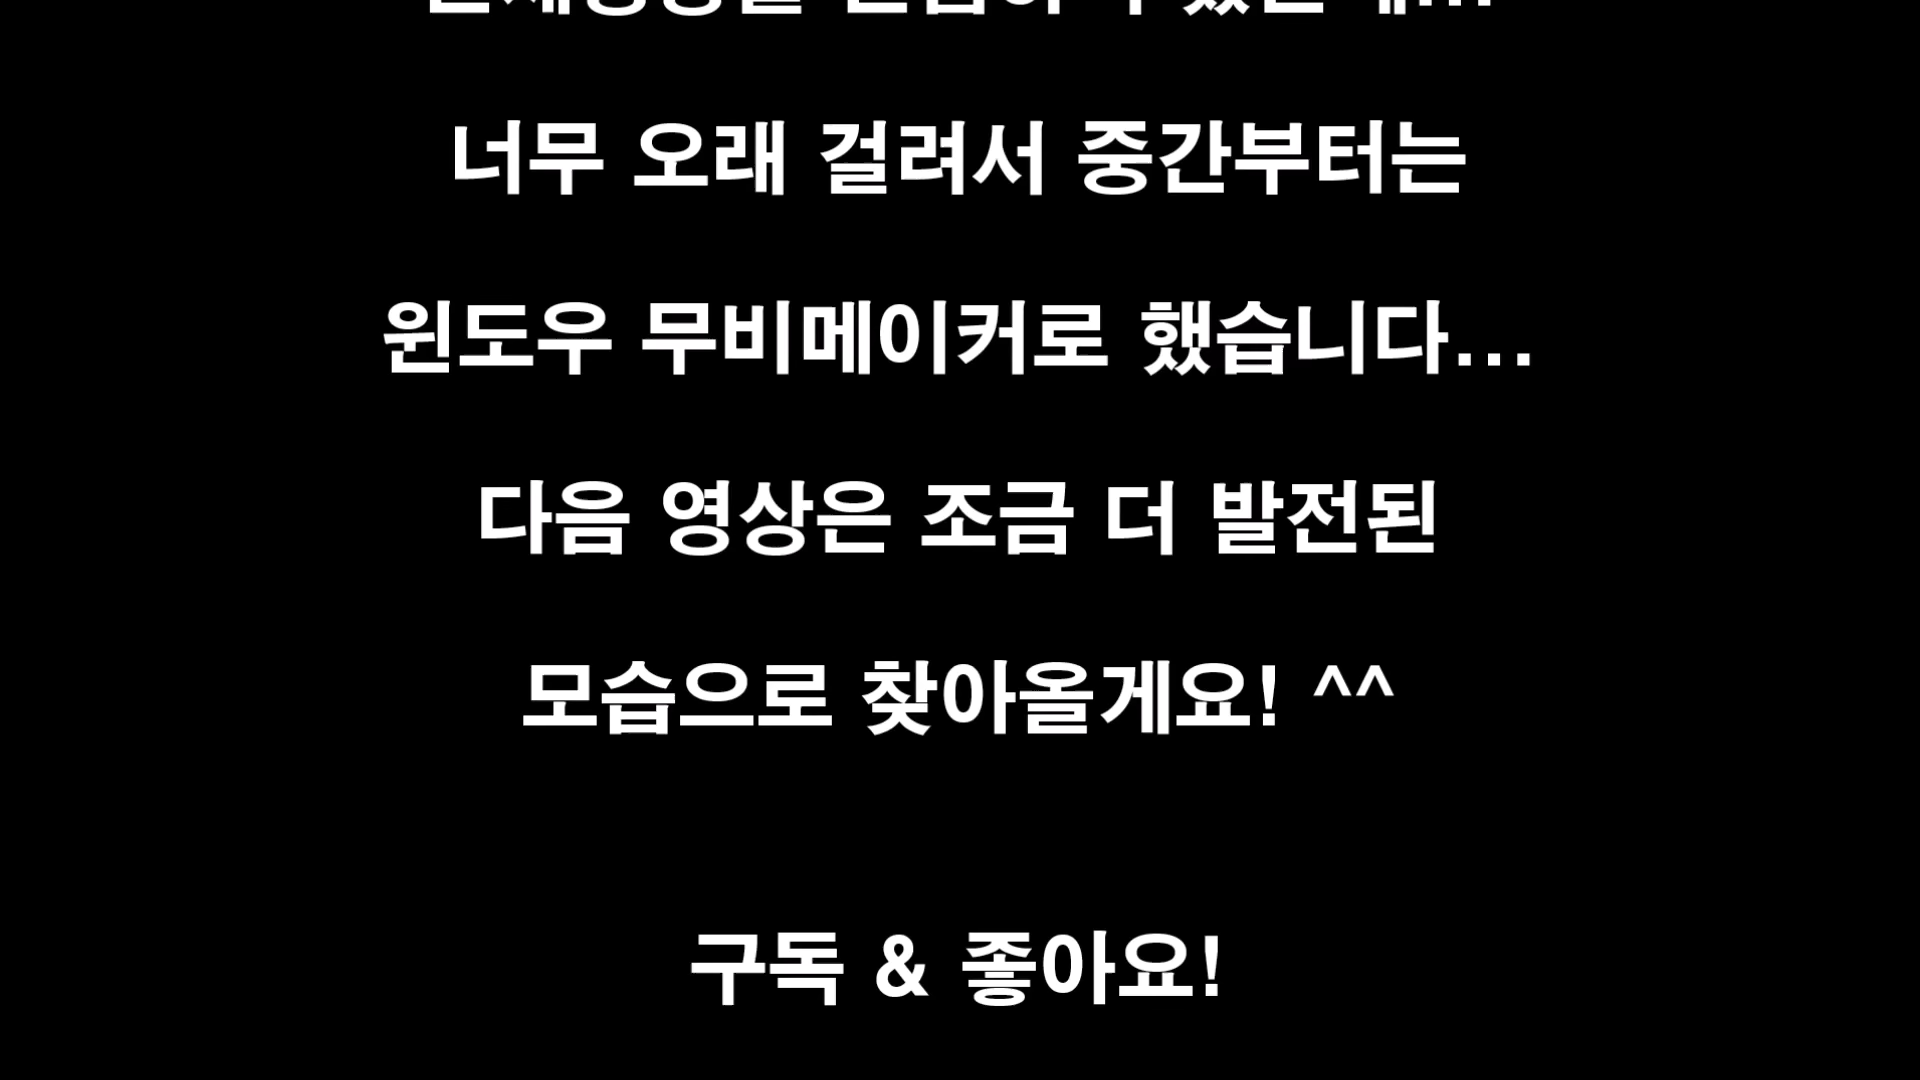 너무 오래 걸려서 중간부터는
윈도우 무비메이커로 했습니다...
다음 영상은 조금 더 발전된
모습으로 찾아올게요! ^^
구독 & 좋아요!